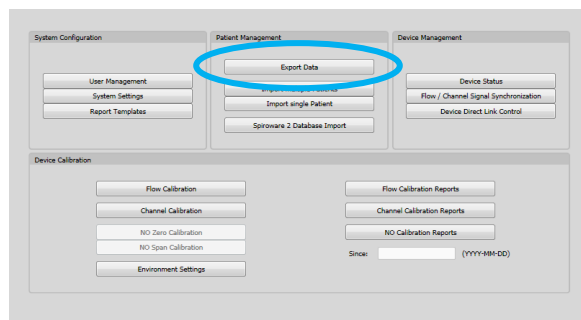 System Configuration
User Management
System Settings
Report Templates
Patient Management
Export Data
Import single Patient
Spiroware 2 Database Import
Device Management
Device Status
Flow / Channel Signal Synchronization
Device Direct Link Control
Device Calibration
Flow Calibration
Channel Calibration
NO Zero Calibration
NO Span Calibration
Environment Settings
Flow Calibration Reports
Channel Calibration Reports
NO Calibration Reports
Since: (YYYY-MM-DD)